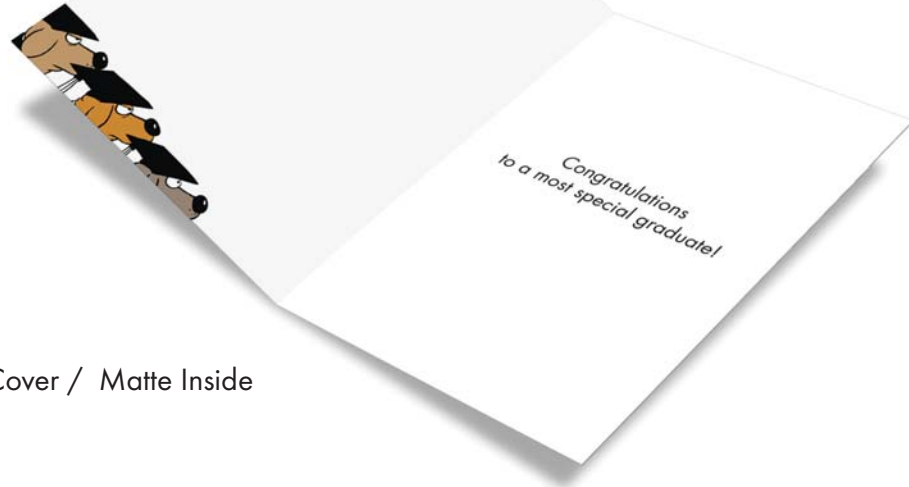 Congratulations
to a most special graduate!
Cover / Matte Inside